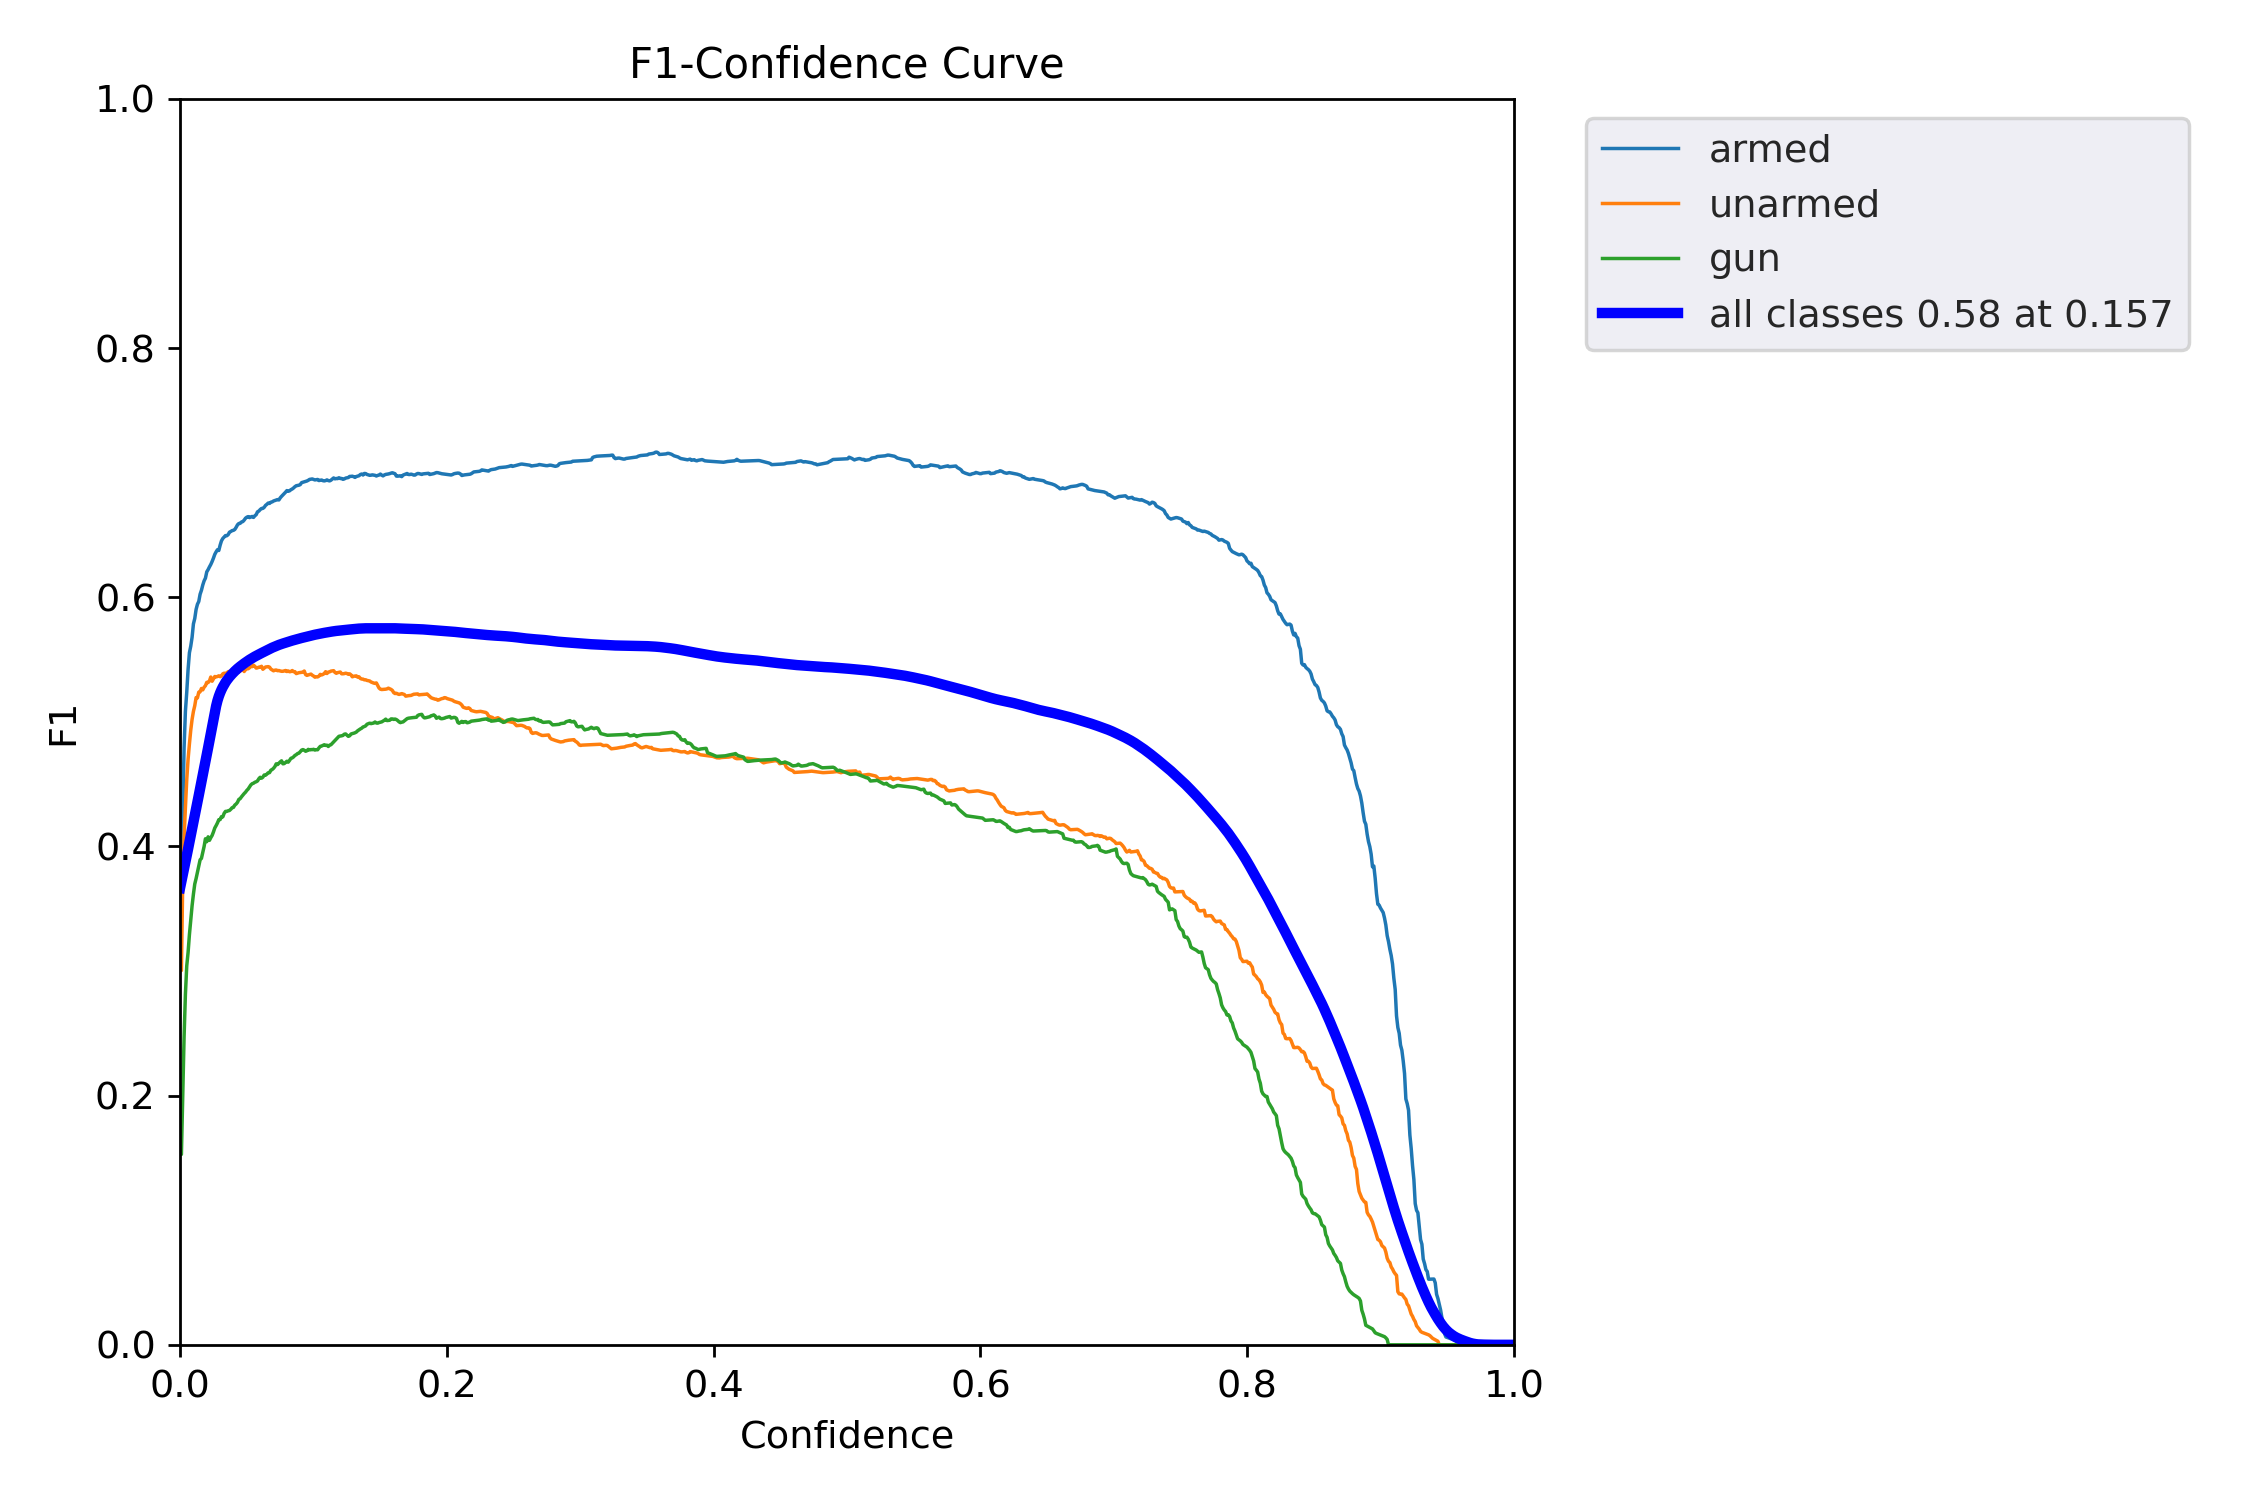 F1-Confidence Curve
armed
unarmed
gun
all classes 0.58 at 0.157
F1
1.0
0.8
0.6
0.4
0.2
0.0
0.0 0.2 0.4 0.6 0.8 1.0
Confidence